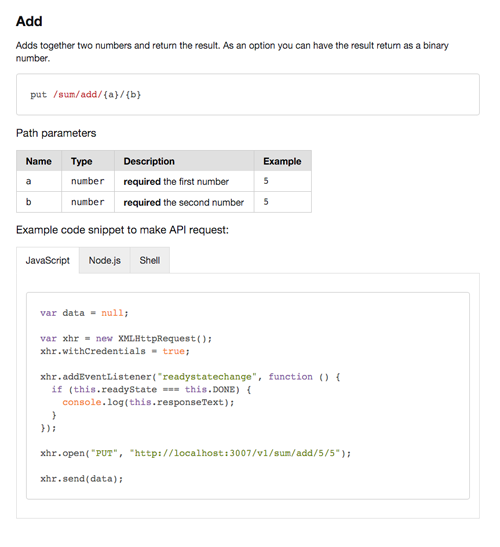 Add
Adds together two numbers and return the result. As an option you can have the result return as a binary
number.
put /sum/add/{a}/{b}
Path parameters
Name Type Description Example
a number required the first number 5
b number required the second number 5
Example code snippet to make API request:
JavaScript Node.js Shell
var data = null;
var xhr = new XMLHttpRequest();
xhr.withCredentials = true;
xhr.addEventListener("readystatechange", function () {
  if (this.readyState === this.DONE) {
    console.log(this.responseText);
  }
});
xhr.open("PUT", "http://localhost:3007/v1/sum/add/5/5");
xhr.send(data);